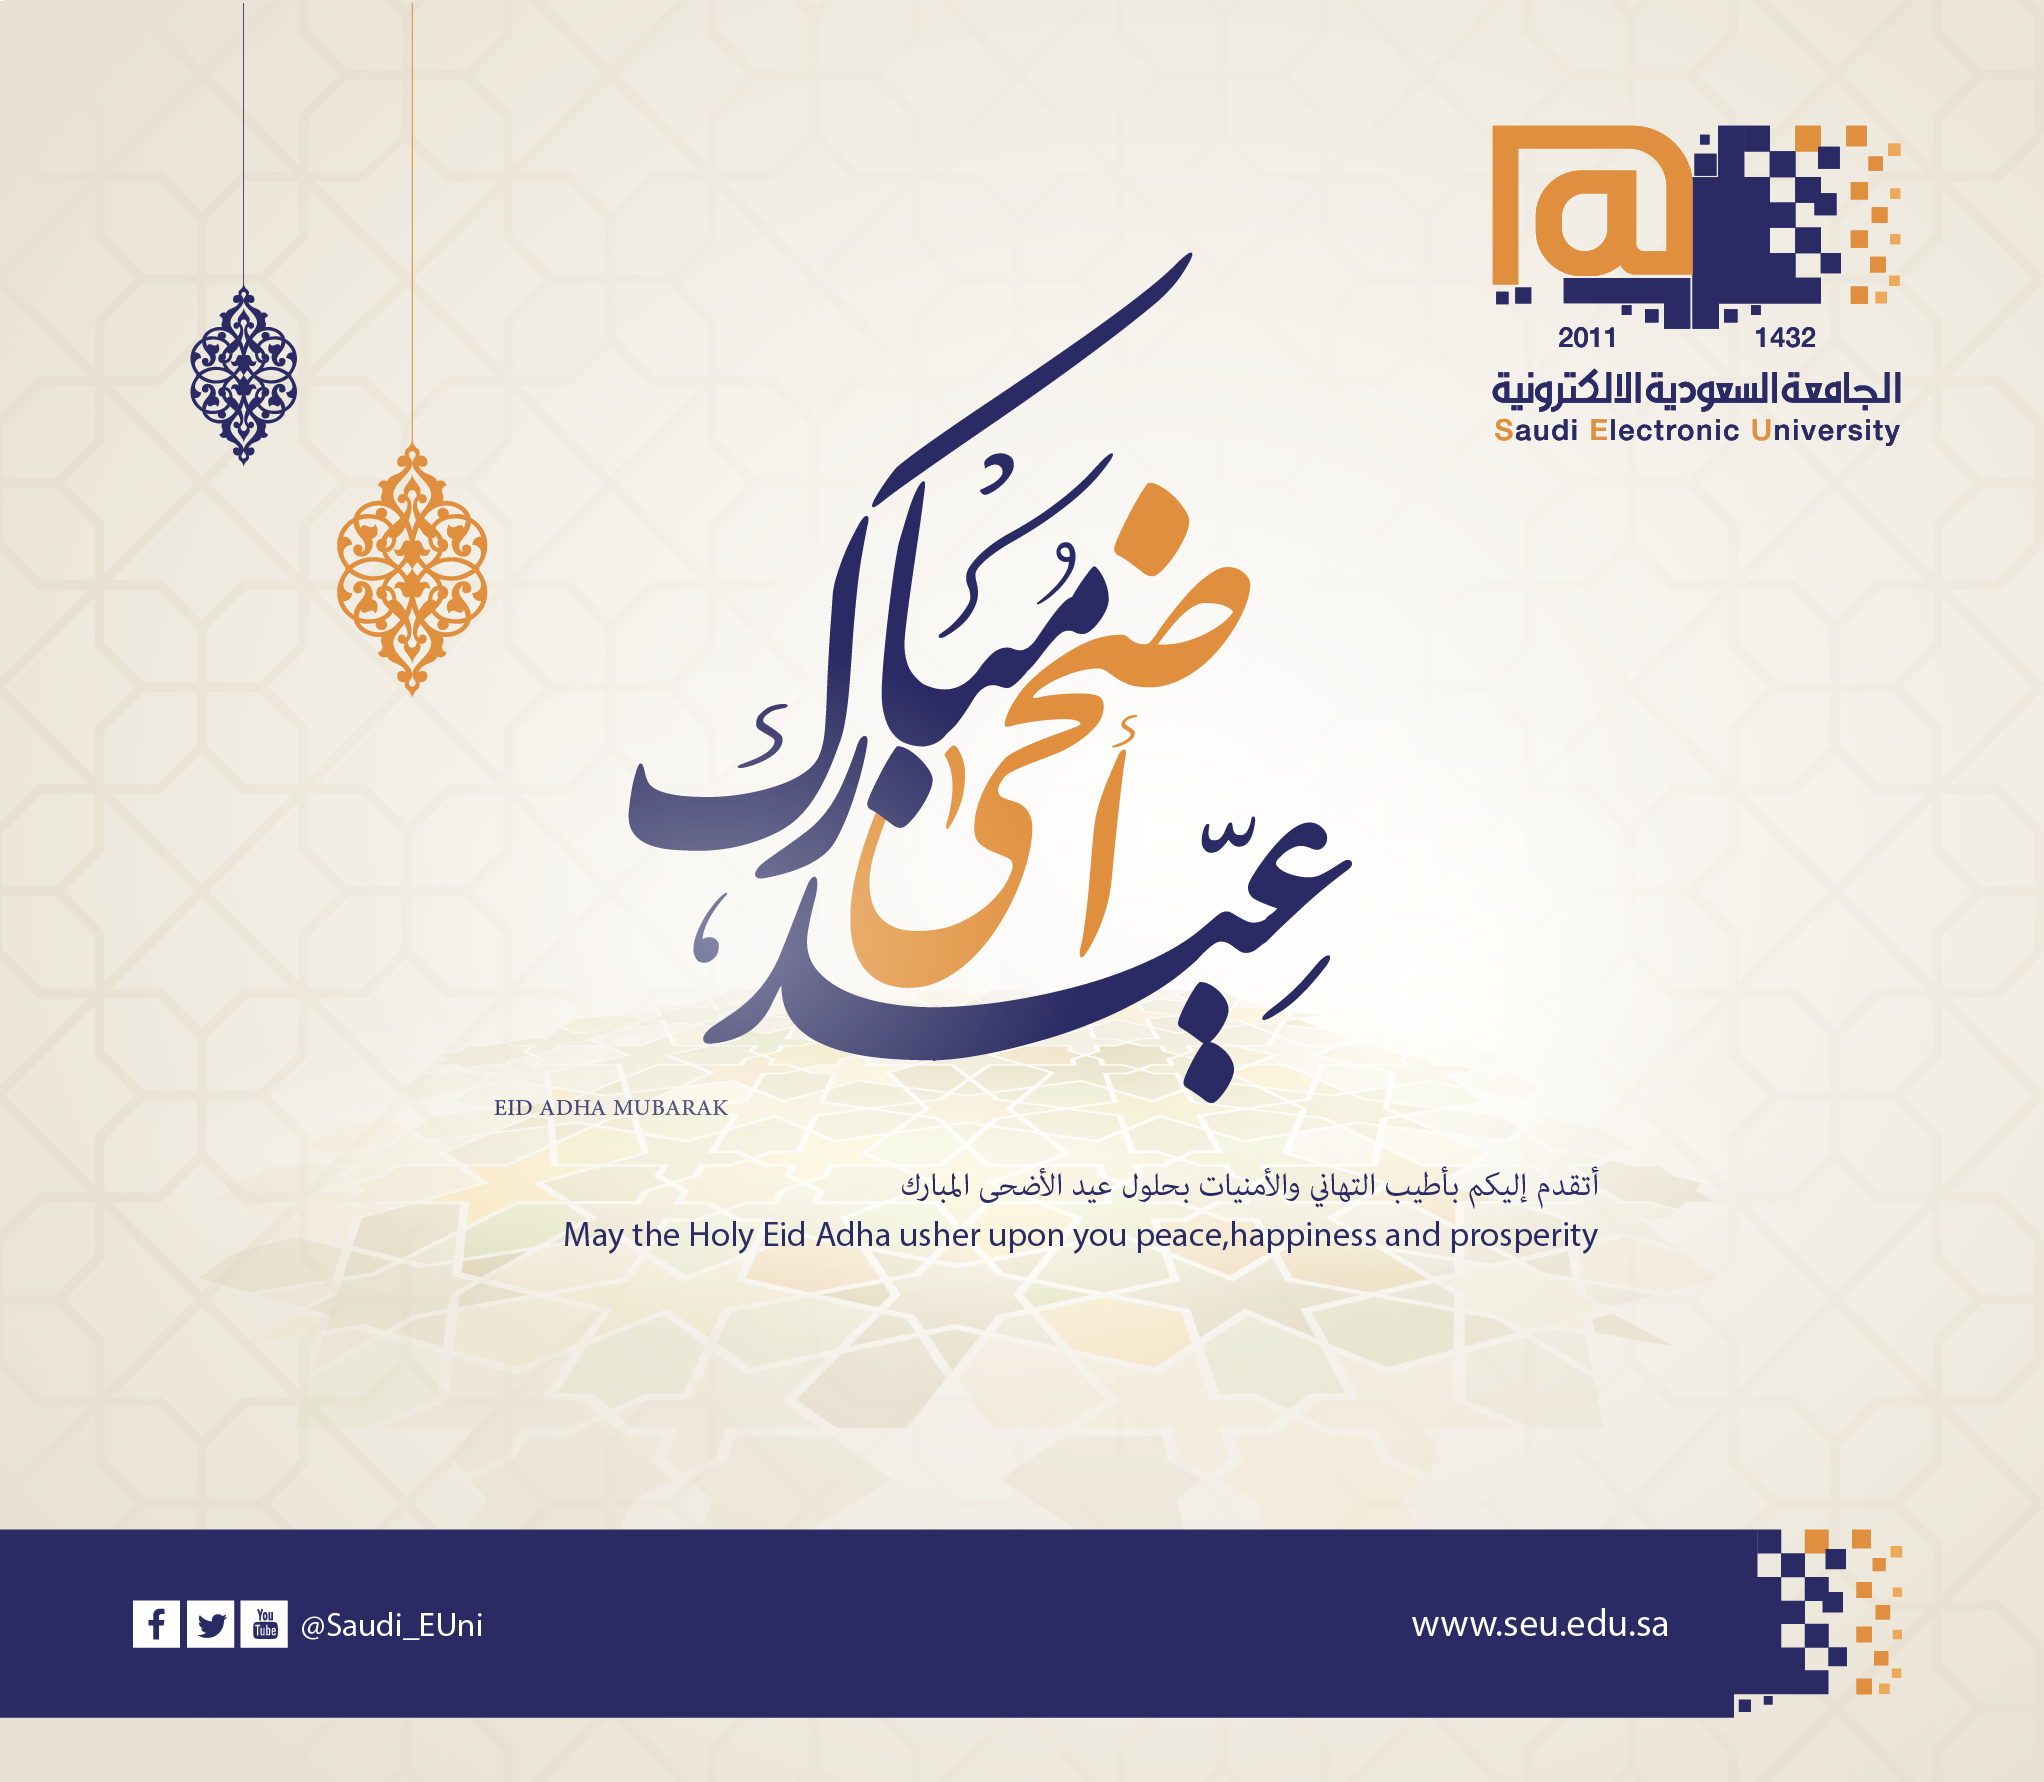 2011 1432
الجامعة السعودية الالكترونية
Saudi Electronic University
عيد أضحى مبارك
EID ADHA MUBARAK
أتقدم إليكم بأطيب التهاني والأمنيات بحلول عيد الأضحى المبارك
May the Holy Eid Adha usher upon you peace,happiness and prosperity
You Tube @Saudi_EUni
www.seu.edu.sa